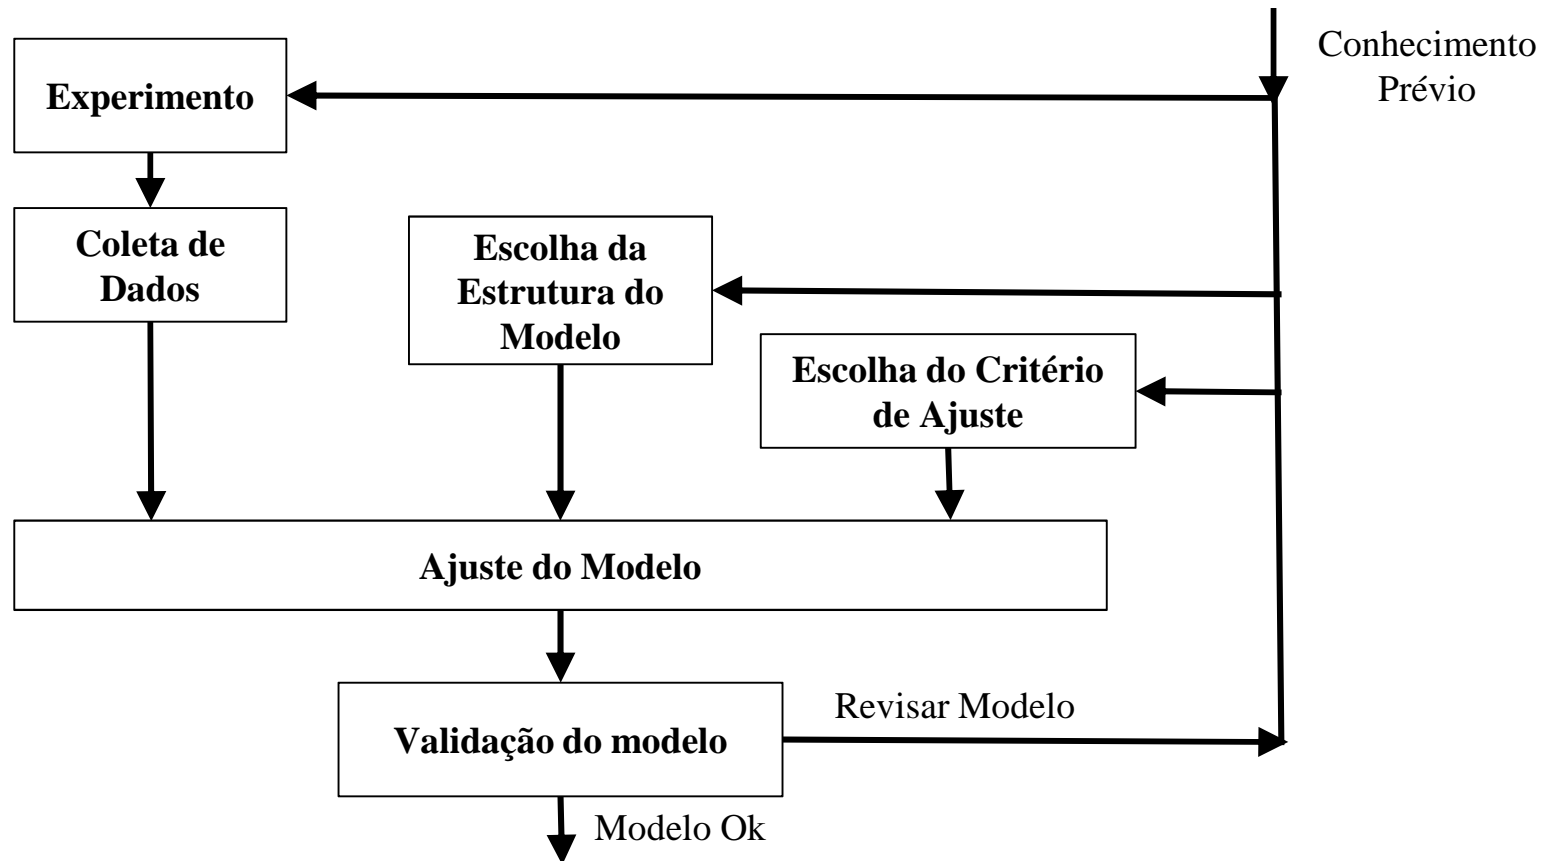 Conhecimento
Prévio
Experimento
Coleta de
Dados
Escolha da
Estrutura do
Modelo
Escolha do Critério
de Ajuste
Ajuste do Modelo
Revisar Modelo
Validação do modelo
Modelo Ok